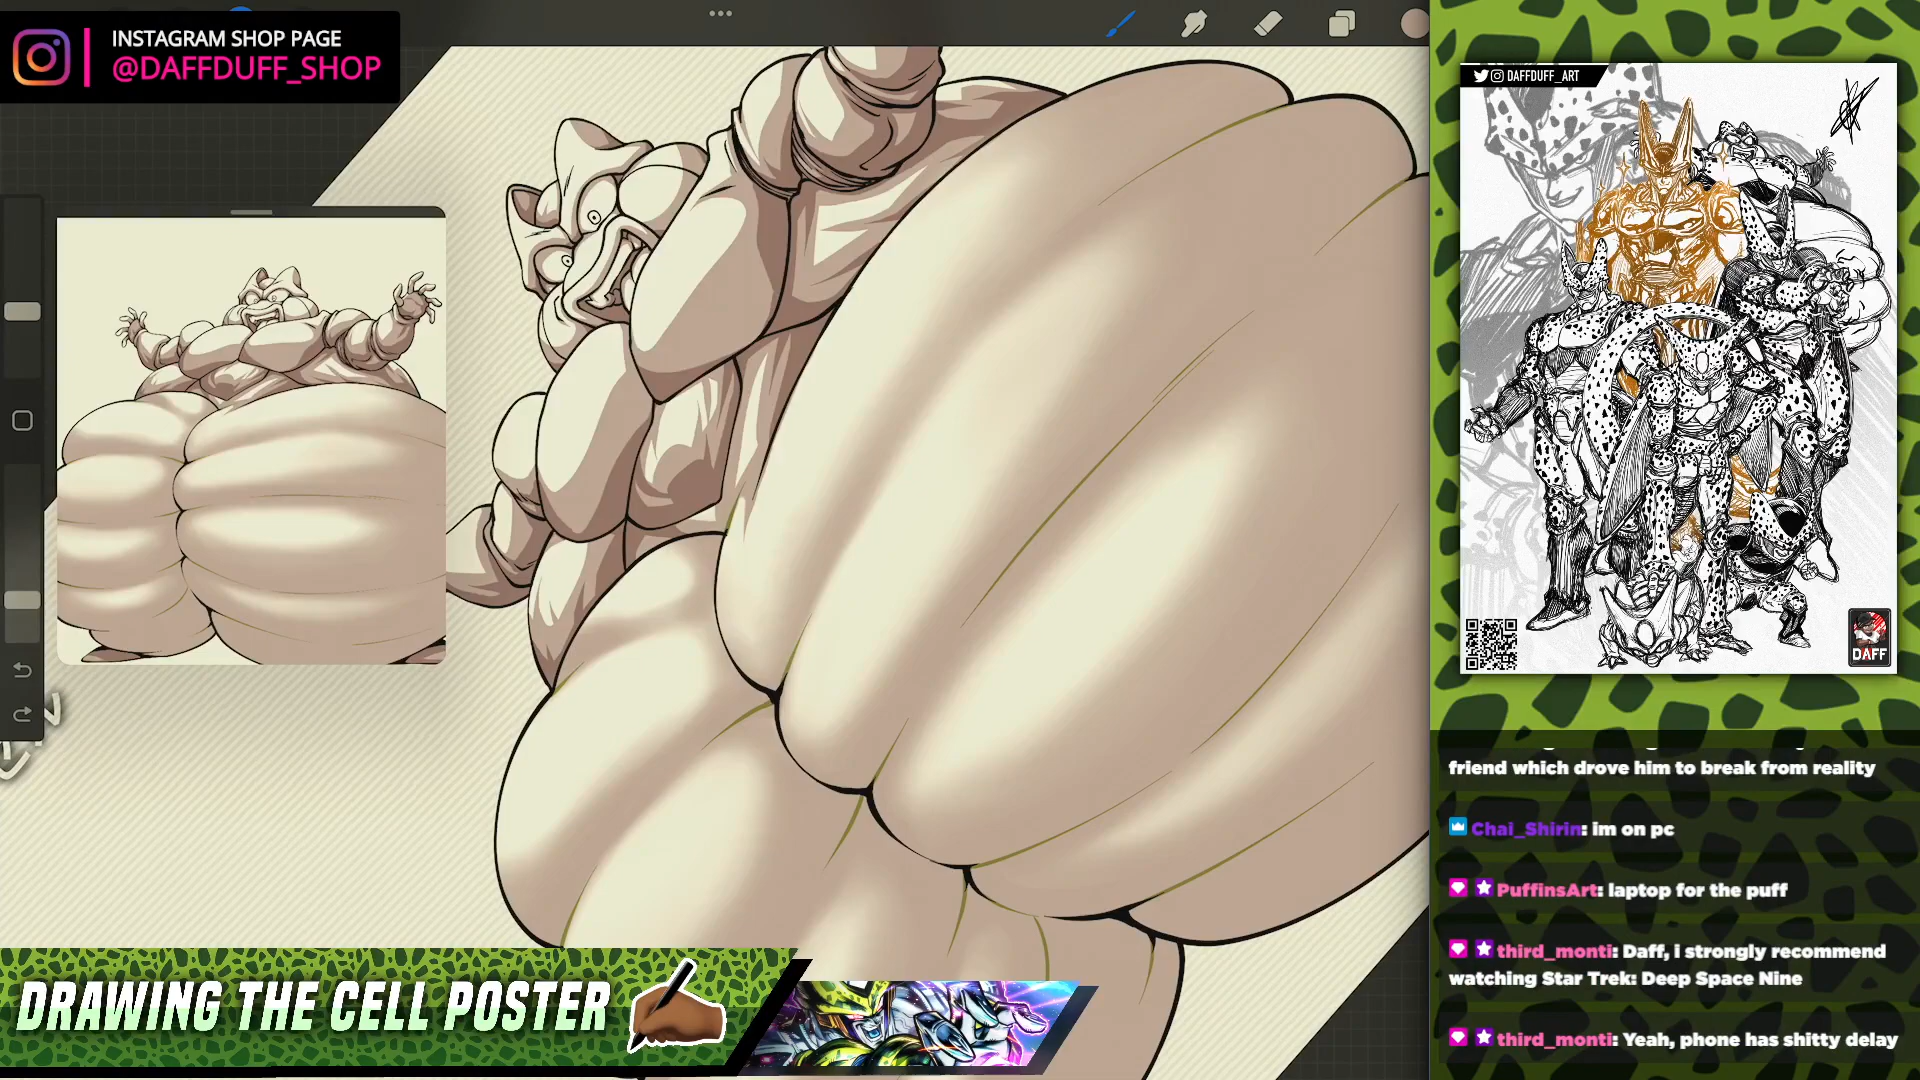 INSTAGRAM SHOP PAGE
@DAFFDUFF_SHOP
DAFFDUFF_ART
DAFF
friend which drove him to break from reality
Chai_Shirin: im on pc
PuffinsArt: laptop for the puff
third_monti: Daff, i strongly recommend
watching Star Trek: Deep Space Nine
third_monti: Yeah, phone has shitty delay
DRAWING THE CELL POSTER